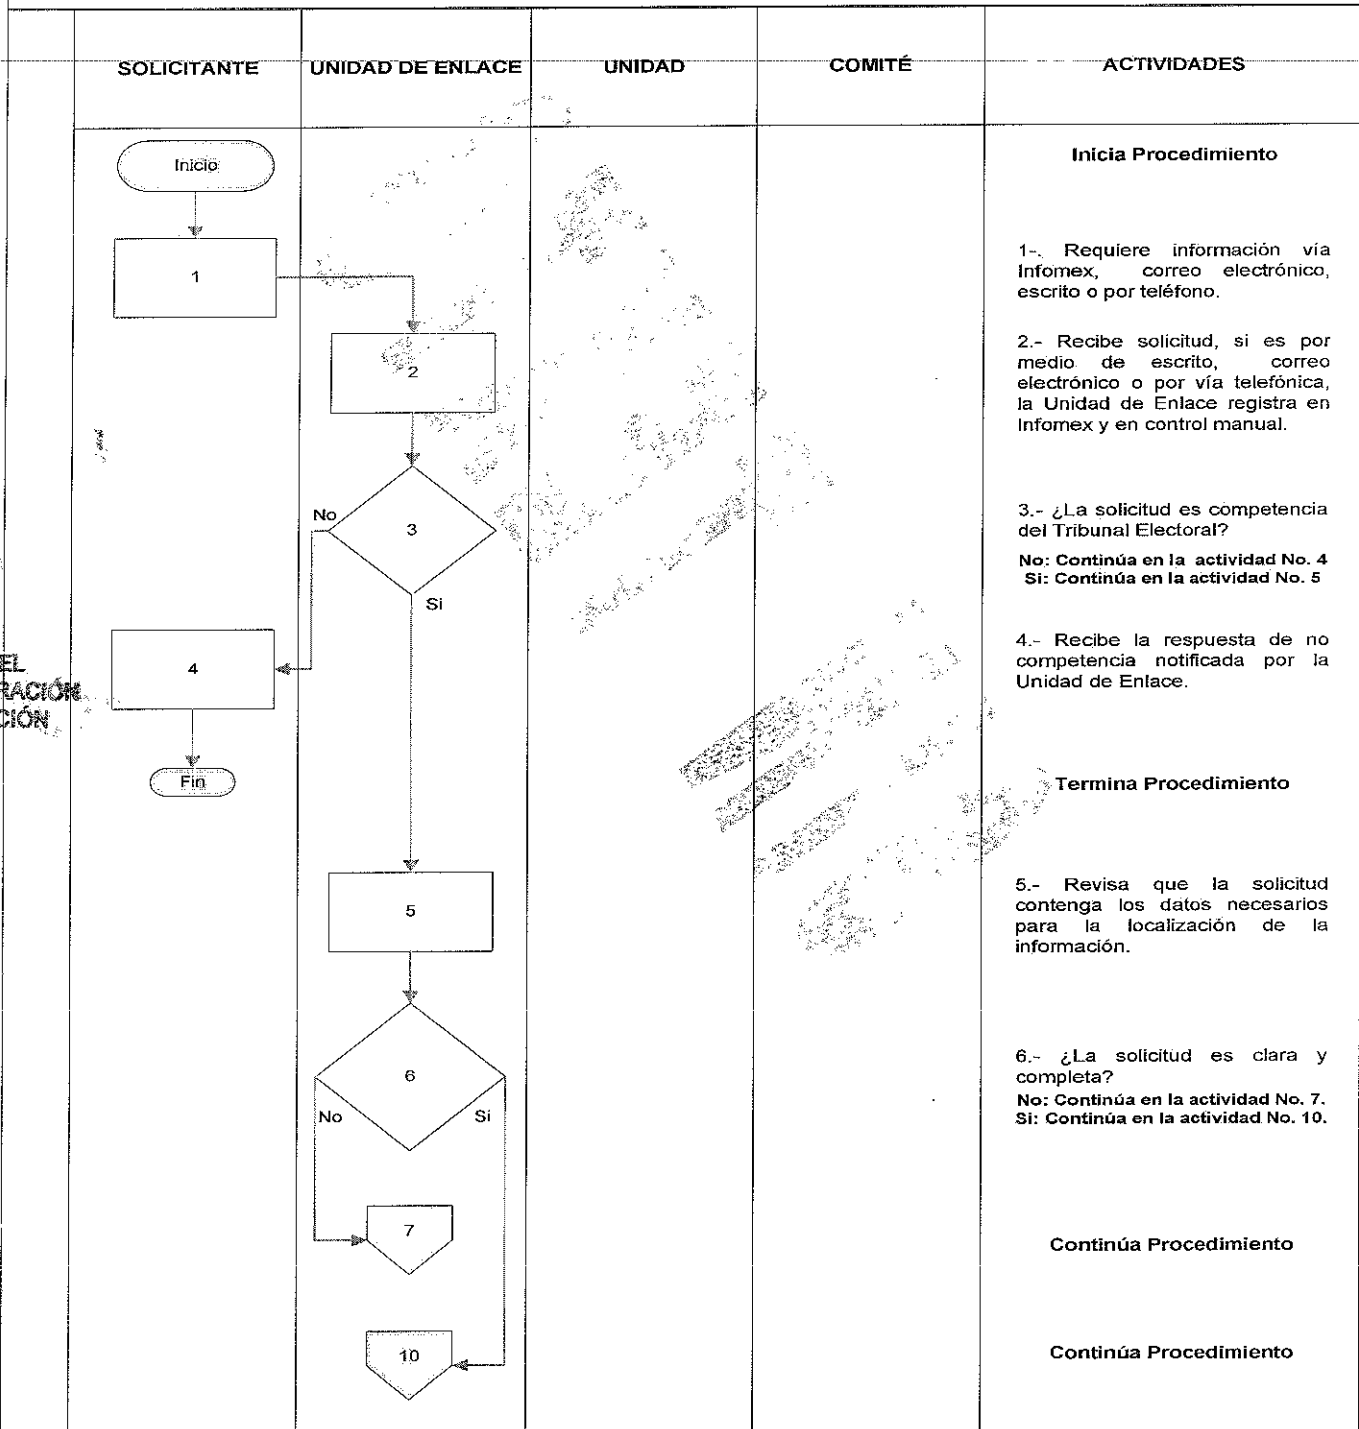 SOLICITANTE UNIDAD DE ENLACE UNIDAD COMITÉ ACTIVIDADES
Inicio
Inicia Procedimiento
1
1-. Requiere información vía
Infomex, correo electrónico,
escrito o por teléfono.
2
2.- Recibe solicitud, si es por
medio de escrito, correo
electrónico o por vía telefónica,
la Unidad de Enlace registra en
Infomex y en control manual.
No
3
Si
3.- ¿La solicitud es competencia
del Tribunal Electoral?
No: Continúa en la actividad No. 4
Si: Continúa en la actividad No. 5
4
4.- Recibe la respuesta de no
competencia notificada por la
Unidad de Enlace.
EL
RACIÓN
CIÓN
Fin
Termina Procedimiento
5
5.- Revisa que la solicitud
contenga los datos necesarios
para la localización de la
información.
6
No
Si
6.- ¿La solicitud es clara y
completa?
No: Continúa en la actividad No. 7.
Si: Continúa en la actividad No. 10.
7
Continúa Procedimiento
10
Continúa Procedimiento